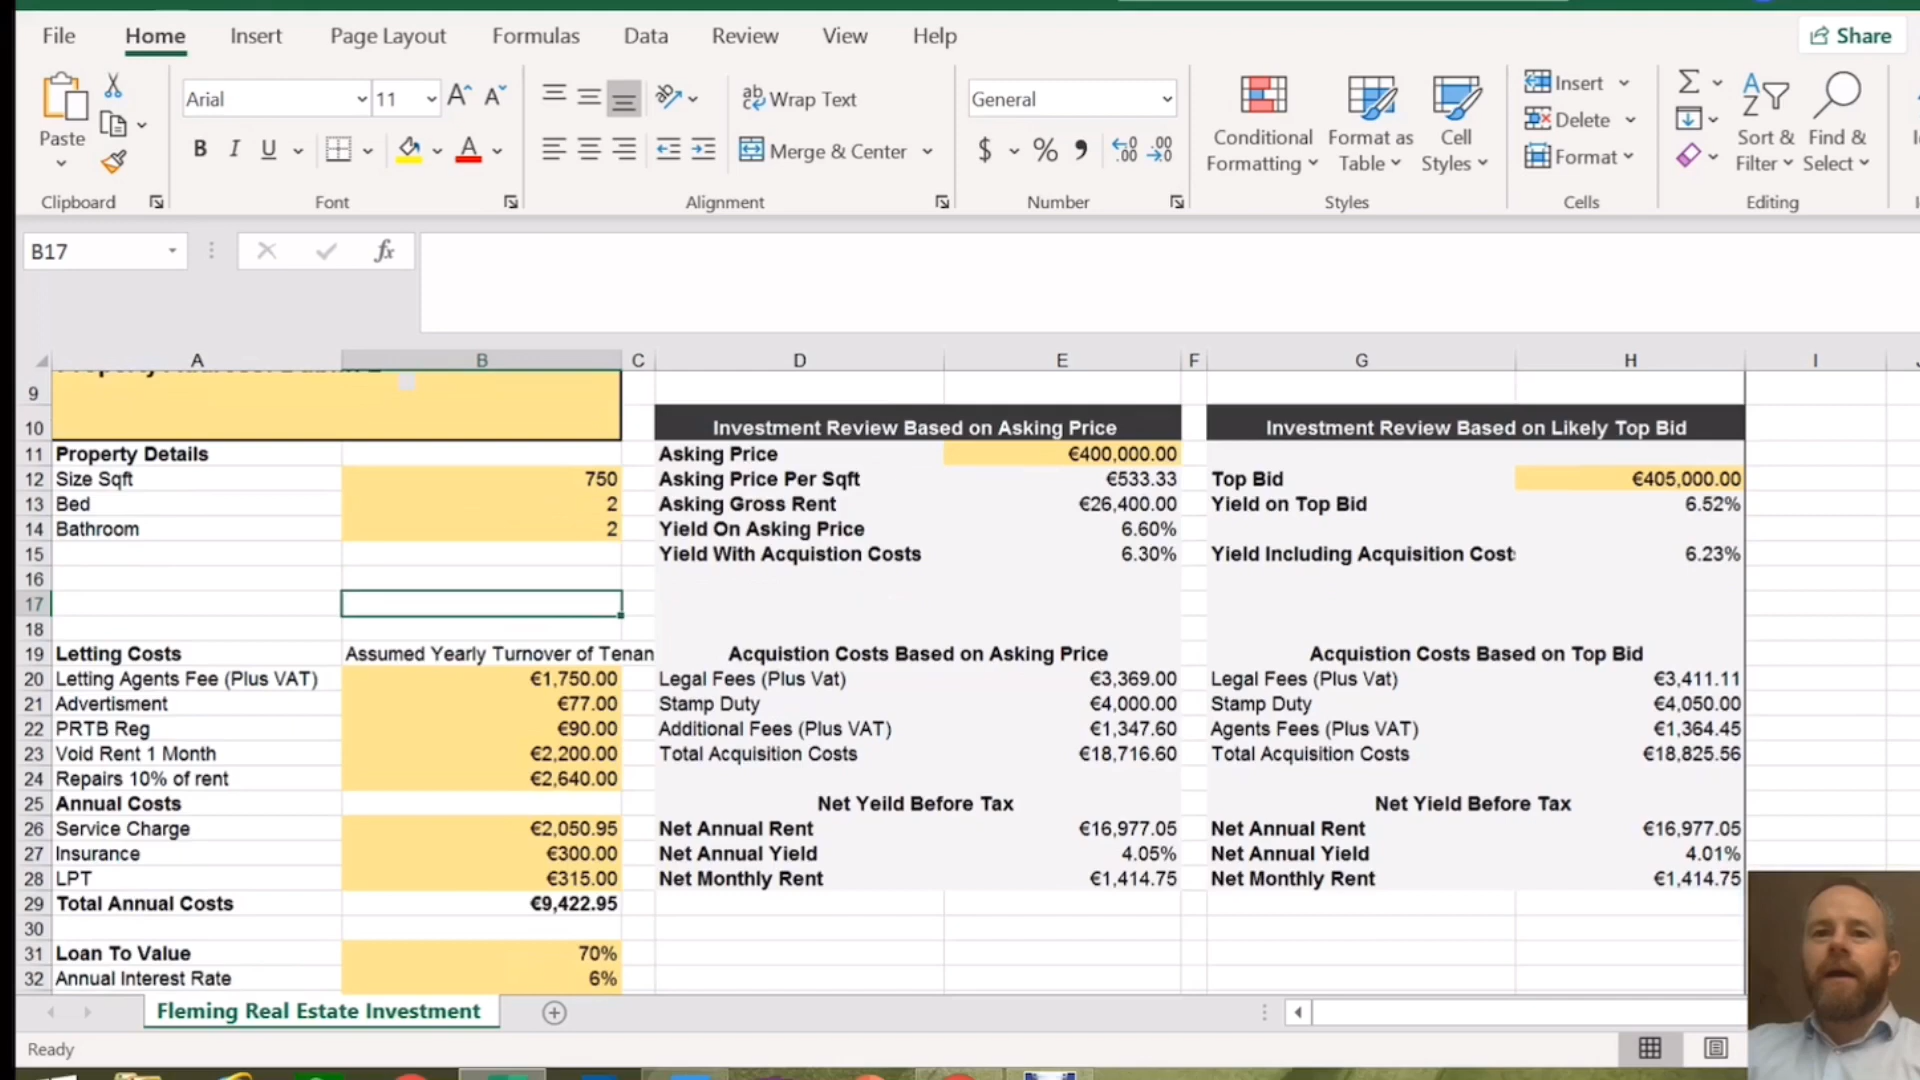 File Home Insert Page Layout Formulas Data Review View Help Share
Arial 11 Wrap Text General Insert
Paste B I U Merge & Center $ % Conditional Formatting Format as Table Cell Styles Delete Format Sort & Filter Find & Select
Clipboard Font Alignment Number Styles Cells Editing
B17 fx
A B C D E F G H I
9
10 Investment Review Based on Asking Price Investment Review Based on Likely Top Bid
11 Property Details Asking Price €400,000.00
12 Size Sqft 750 Asking Price Per Sqft €533.33 Top Bid €405,000.00
13 Bed 2 Asking Gross Rent €26,400.00 Yield on Top Bid 6.52%
14 Bathroom 2 Yield On Asking Price 6.60%
15 Yield With Acquistion Costs 6.30% Yield Including Acquisition Cost 6.23%
16
17
18
19 Letting Costs Assumed Yearly Turnover of Tenan Acquistion Costs Based on Asking Price Acquistion Costs Based on Top Bid
20 Letting Agents Fee (Plus VAT) €1,750.00 Legal Fees (Plus Vat) €3,369.00 Legal Fees (Plus Vat) €3,411.11
21 Advertisment €77.00 Stamp Duty €4,000.00 Stamp Duty €4,050.00
22 PRTB Reg €90.00 Additional Fees (Plus VAT) €1,347.60 Agents Fees (Plus VAT) €1,364.45
23 Void Rent 1 Month €2,200.00 Total Acquisition Costs €18,716.60 Total Acquisition Costs €18,825.56
24 Repairs 10% of rent €2,640.00
25 Annual Costs Net Yeild Before Tax Net Yield Before Tax
26 Service Charge €2,050.95 Net Annual Rent €16,977.05 Net Annual Rent €16,977.05
27 Insurance €300.00 Net Annual Yield 4.05% Net Annual Yield 4.01%
28 LPT €315.00 Net Monthly Rent €1,414.75 Net Monthly Rent €1,414.75
29 Total Annual Costs €9,422.95
30
31 Loan To Value 70%
32 Annual Interest Rate 6%
Fleming Real Estate Investment
Ready